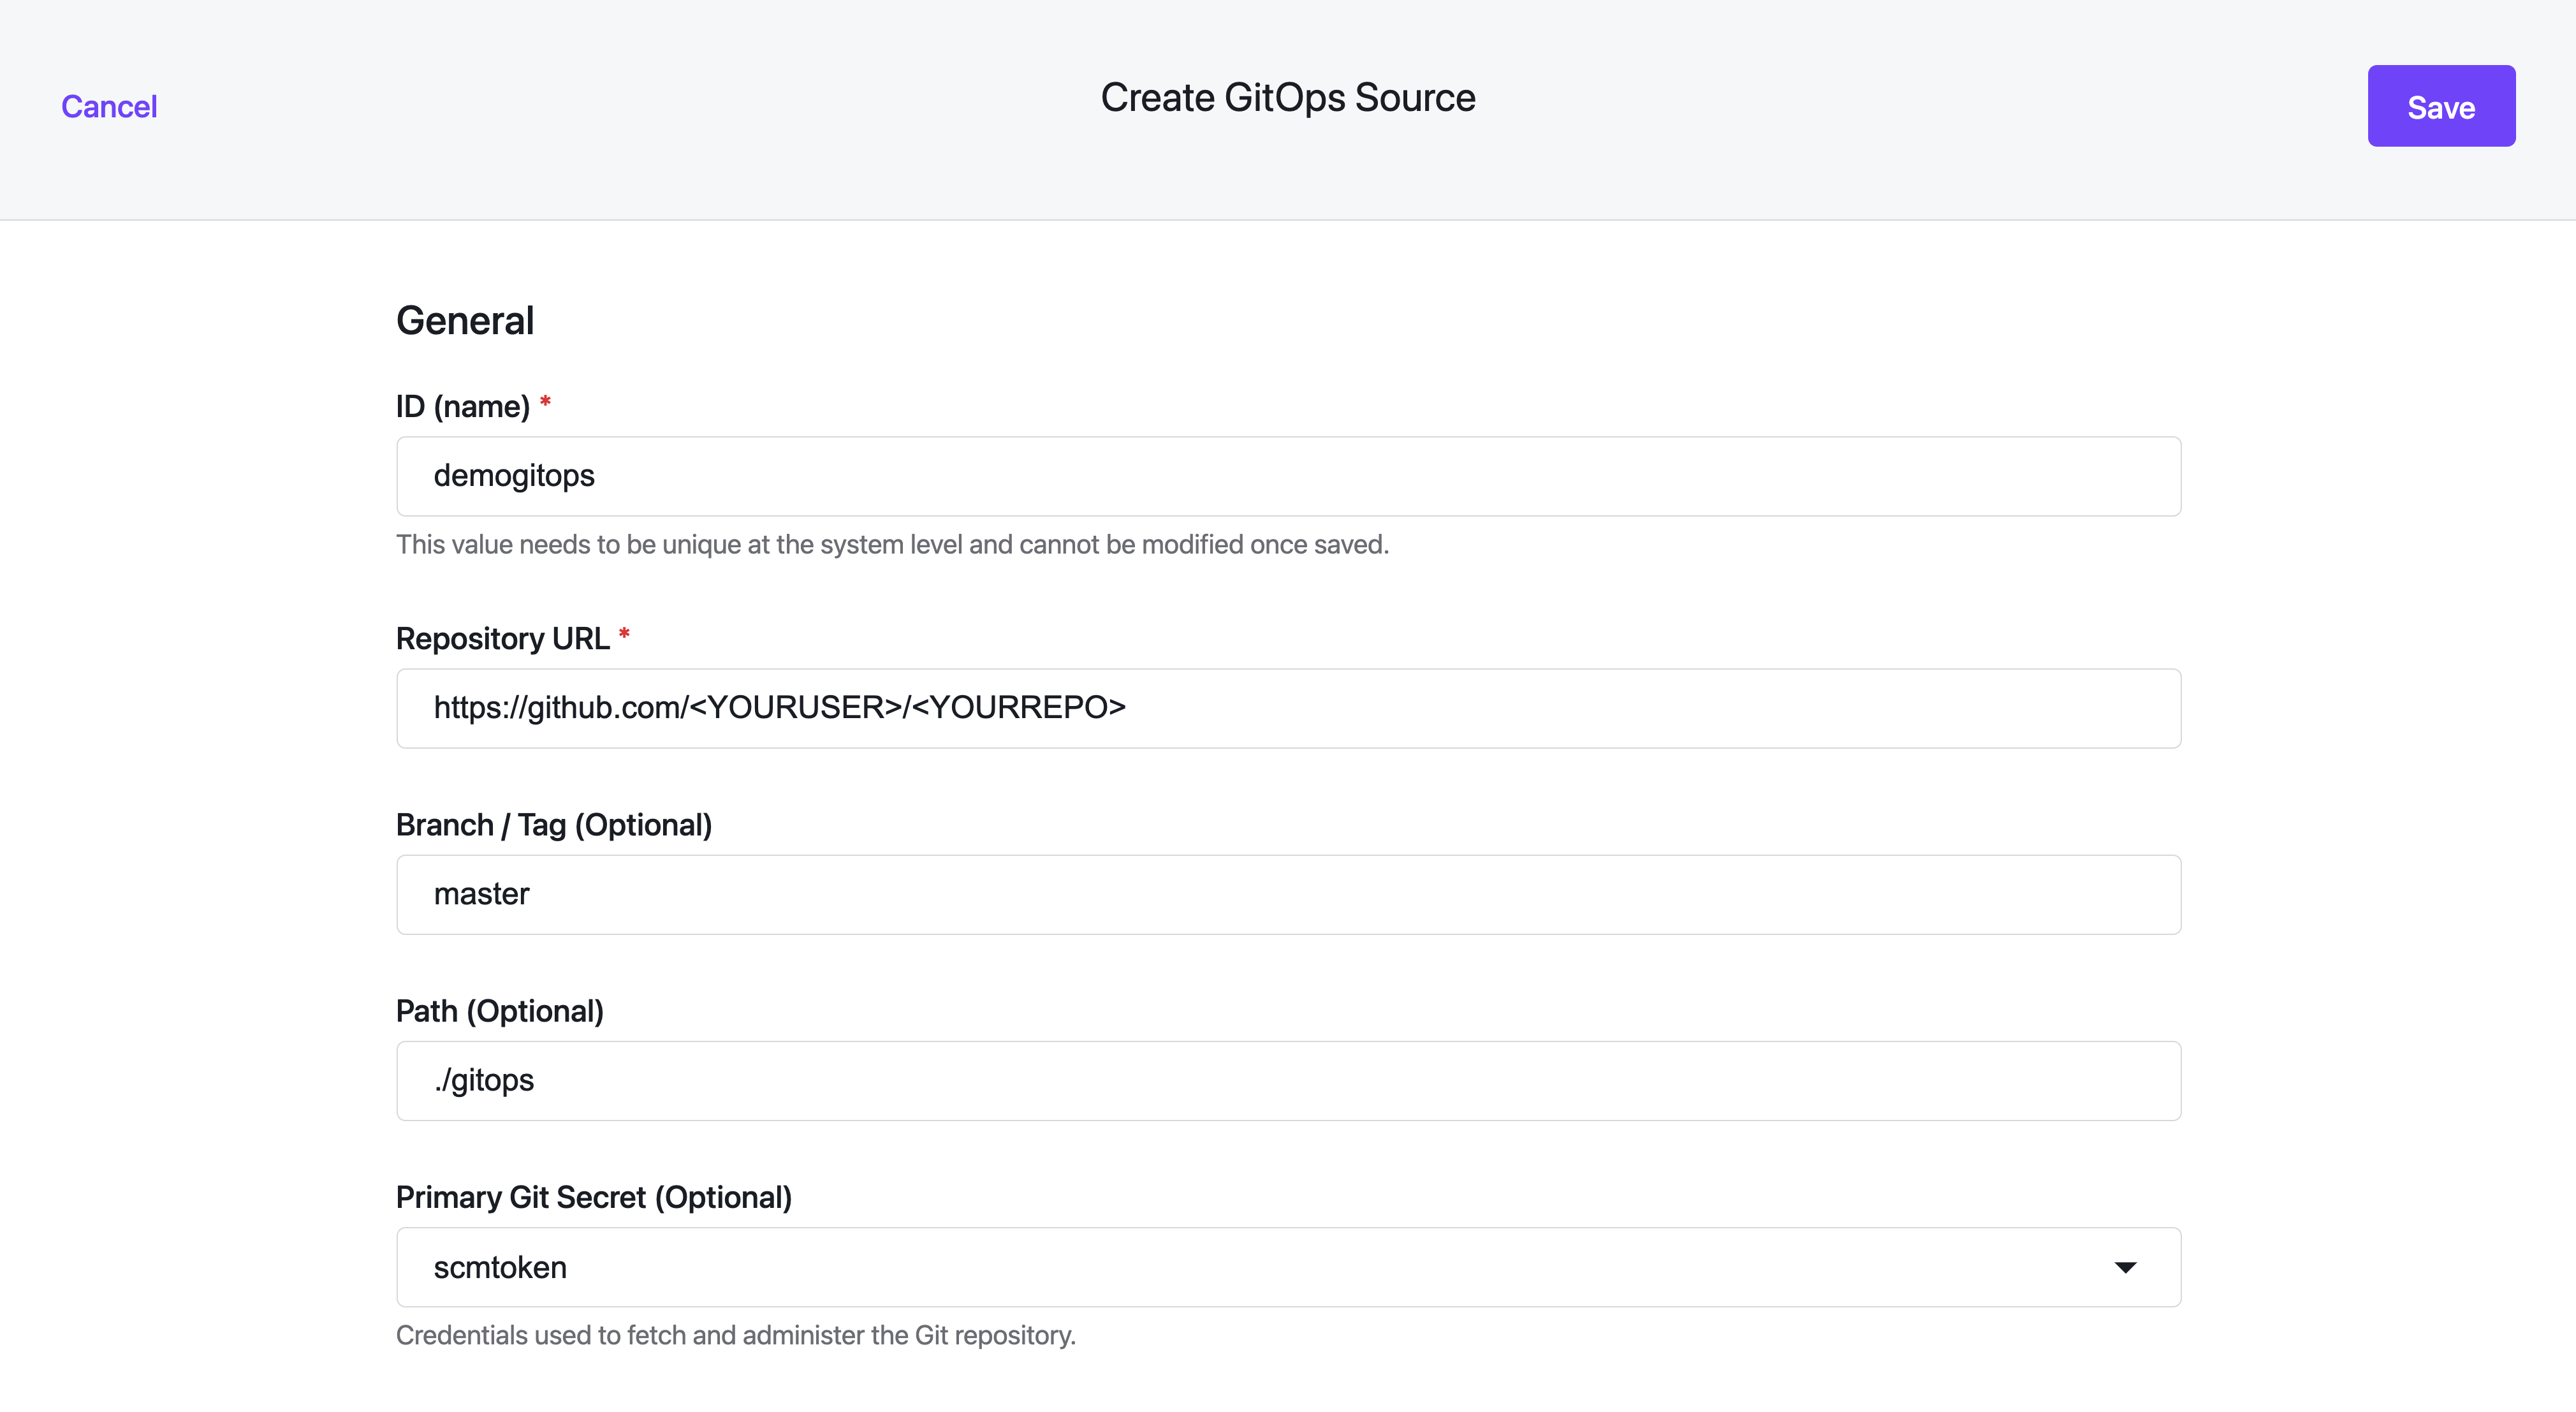 Cancel
Create GitOps Source
Save
General
ID (name) *
demogitops
This value needs to be unique at the system level and cannot be modified once saved.
Repository URL *
https://github.com/<YOURUSER>/<YOURREPO>
Branch / Tag (Optional)
master
Path (Optional)
./gitops
Primary Git Secret (Optional)
scmtoken
Credentials used to fetch and administer the Git repository.